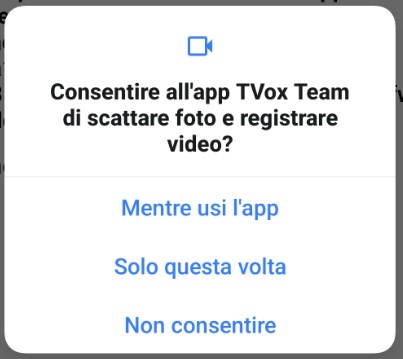 Consentire all'app TVox Team
di scattare foto e registrare
video?
Mentre usi l'app
Solo questa volta
Non consentire